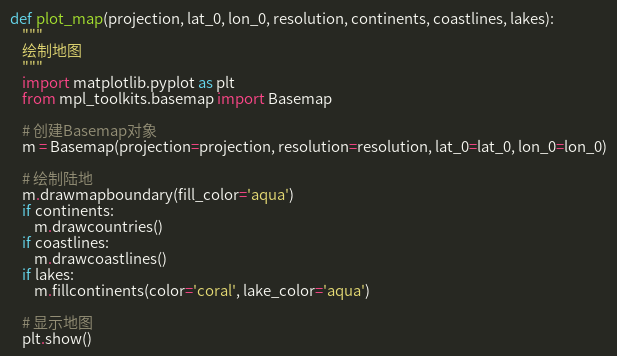 def plot_map(projection, lat_0, lon_0, resolution, continents, coastlines, lakes):
    """
    绘制地图
    """
    import matplotlib.pyplot as plt
    from mpl_toolkits.basemap import Basemap

    # 创建Basemap对象
    m = Basemap(projection=projection, resolution=resolution, lat_0=lat_0, lon_0=lon_0)

    # 绘制陆地
    m.drawmapboundary(fill_color='aqua')
    if continents:
        m.drawcountries()
    if coastlines:
        m.drawcoastlines()
    if lakes:
        m.fillcontinents(color='coral', lake_color='aqua')

    # 显示地图
    plt.show()